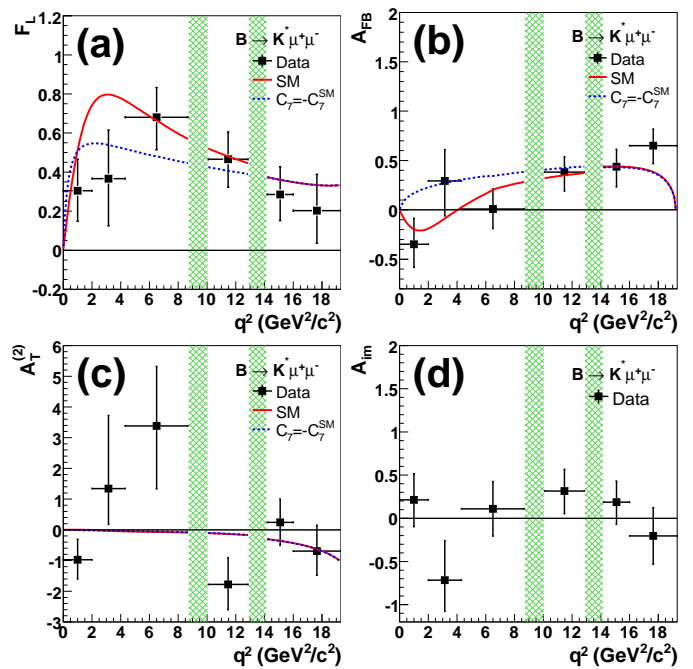 F_L
1.2
1
0.8
0.6
0.4
0.2
0
-0.2
(a)
B → K*μ+μ-
Data
SM
C7=-C7^SM
0 2 4 6 8 10 12 14 16 18
q² (GeV²/c²)
A_FB
2
1.5
1
0.5
0
-0.5
(b)
B → K*μ+μ-
Data
SM
C7=-C7^SM
0 2 4 6 8 10 12 14 16 18
q² (GeV²/c²)
A_T^(2)
6
5
4
3
2
1
0
-1
-2
-3
(c)
B → K*μ+μ-
Data
SM
C7=-C7^SM
0 2 4 6 8 10 12 14 16 18
q² (GeV²/c²)
A_im
2
1.5
1
0.5
0
-0.5
-1
(d)
B → K*μ+μ-
Data
0 2 4 6 8 10 12 14 16 18
q² (GeV²/c²)